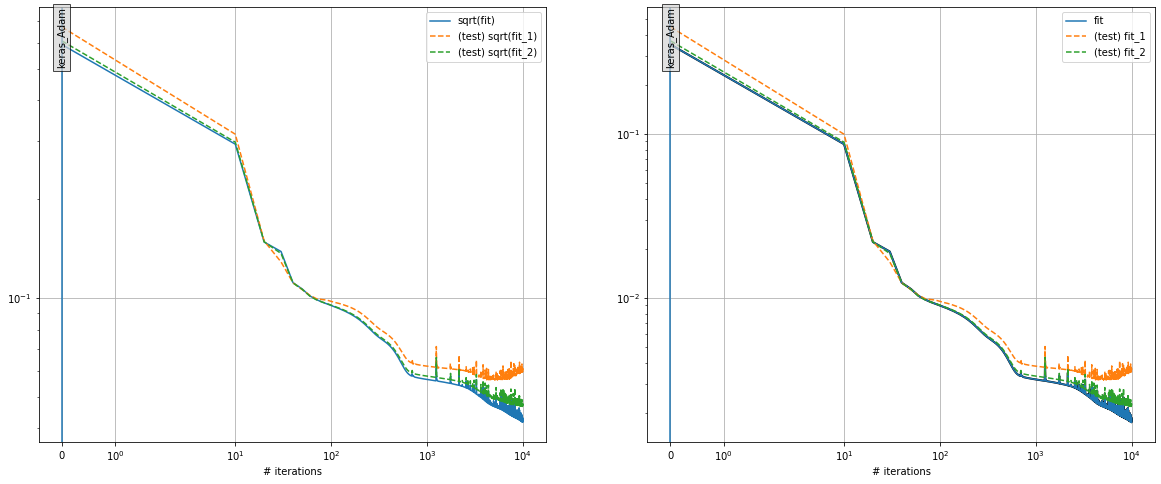 keras_Adam
sqrt(fit)
(test) sqrt(fit_1)
(test) sqrt(fit_2)
10⁻¹
0
10⁰
10¹
10²
10³
10⁴
# iterations
keras_Adam
fit
(test) fit_1
(test) fit_2
10⁻¹
10⁻²
0
10⁰
10¹
10²
10³
10⁴
# iterations